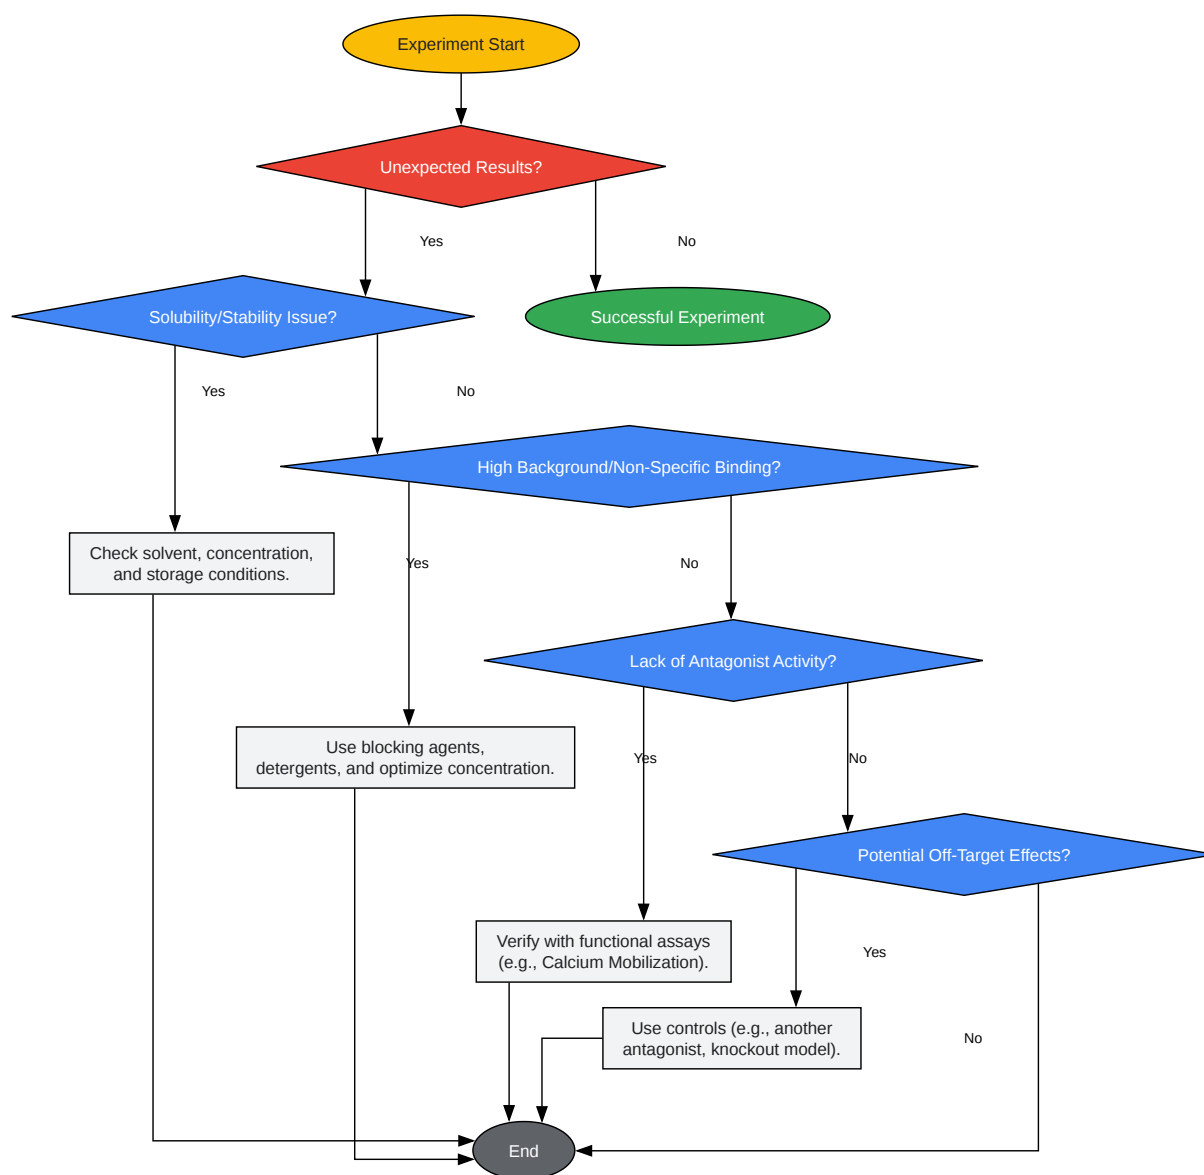 Experiment Start
Unexpected Results?
Yes
No
Solubility/Stability Issue?
Successful Experiment
Yes
No
High Background/Non-Specific Binding?
Check solvent, concentration,
and storage conditions.
Yes
No
Lack of Antagonist Activity?
Use blocking agents,
detergents, and optimize concentration.
Yes
No
Potential Off-Target Effects?
Verify with functional assays
(e.g., Calcium Mobilization).
Yes
Use controls (e.g., another
antagonist, knockout model).
No
End